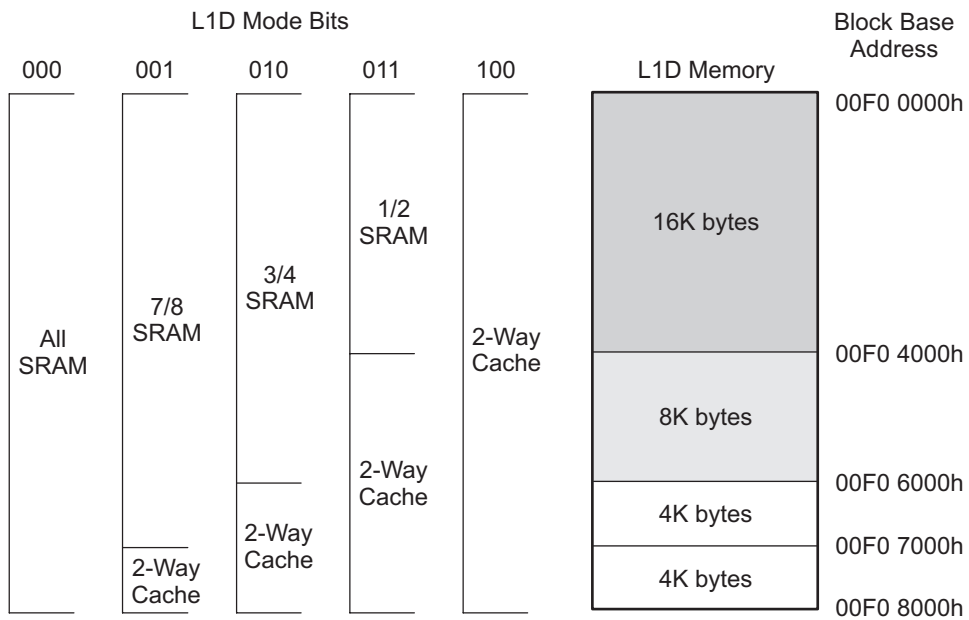 L1D Mode Bits
Block Base
Address
000 001 010 011 100 L1D Memory
00F0 0000h
1/2
SRAM
16K bytes
3/4
SRAM
7/8
SRAM
All
SRAM
2-Way
Cache
00F0 4000h
8K bytes
2-Way
Cache
00F0 6000h
4K bytes
2-Way
Cache
00F0 7000h
2-Way
Cache
4K bytes
00F0 8000h